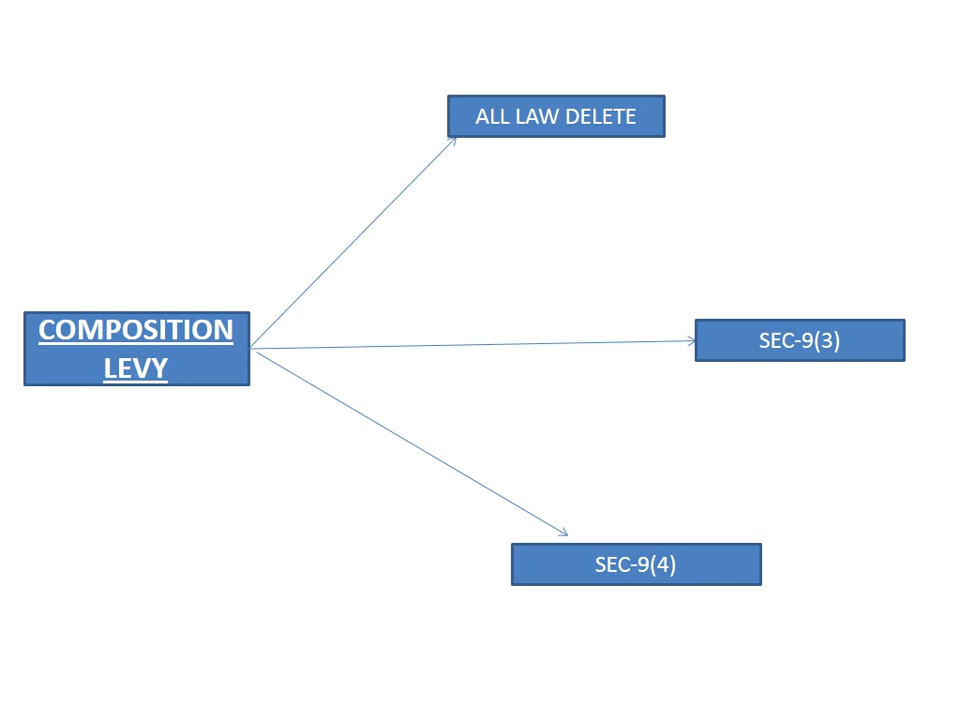 ALL LAW DELETE
COMPOSITION
LEVY
SEC-9(3)
SEC-9(4)